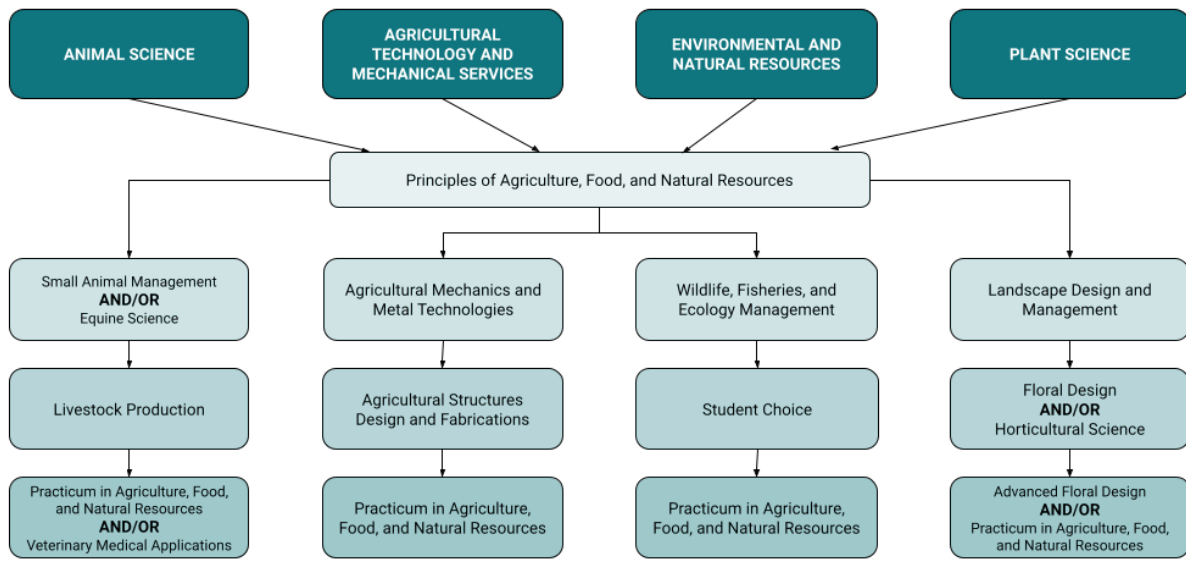 ANIMAL SCIENCE
AGRICULTURAL
TECHNOLOGY AND
MECHANICAL SERVICES
ENVIRONMENTAL AND
NATURAL RESOURCES
PLANT SCIENCE
Principles of Agriculture, Food, and Natural Resources
Small Animal Management
AND/OR
Equine Science
Agricultural Mechanics and
Metal Technologies
Wildlife, Fisheries, and
Ecology Management
Landscape Design and
Management
Livestock Production
Agricultural Structures
Design and Fabrications
Student Choice
Floral Design
AND/OR
Horticultural Science
Practicum in Agriculture, Food,
and Natural Resources
AND/OR
Veterinary Medical Applications
Practicum in Agriculture,
Food, and Natural Resources
Practicum in Agriculture,
Food, and Natural Resources
Advanced Floral Design
AND/OR
Practicum in Agriculture, Food,
and Natural Resources